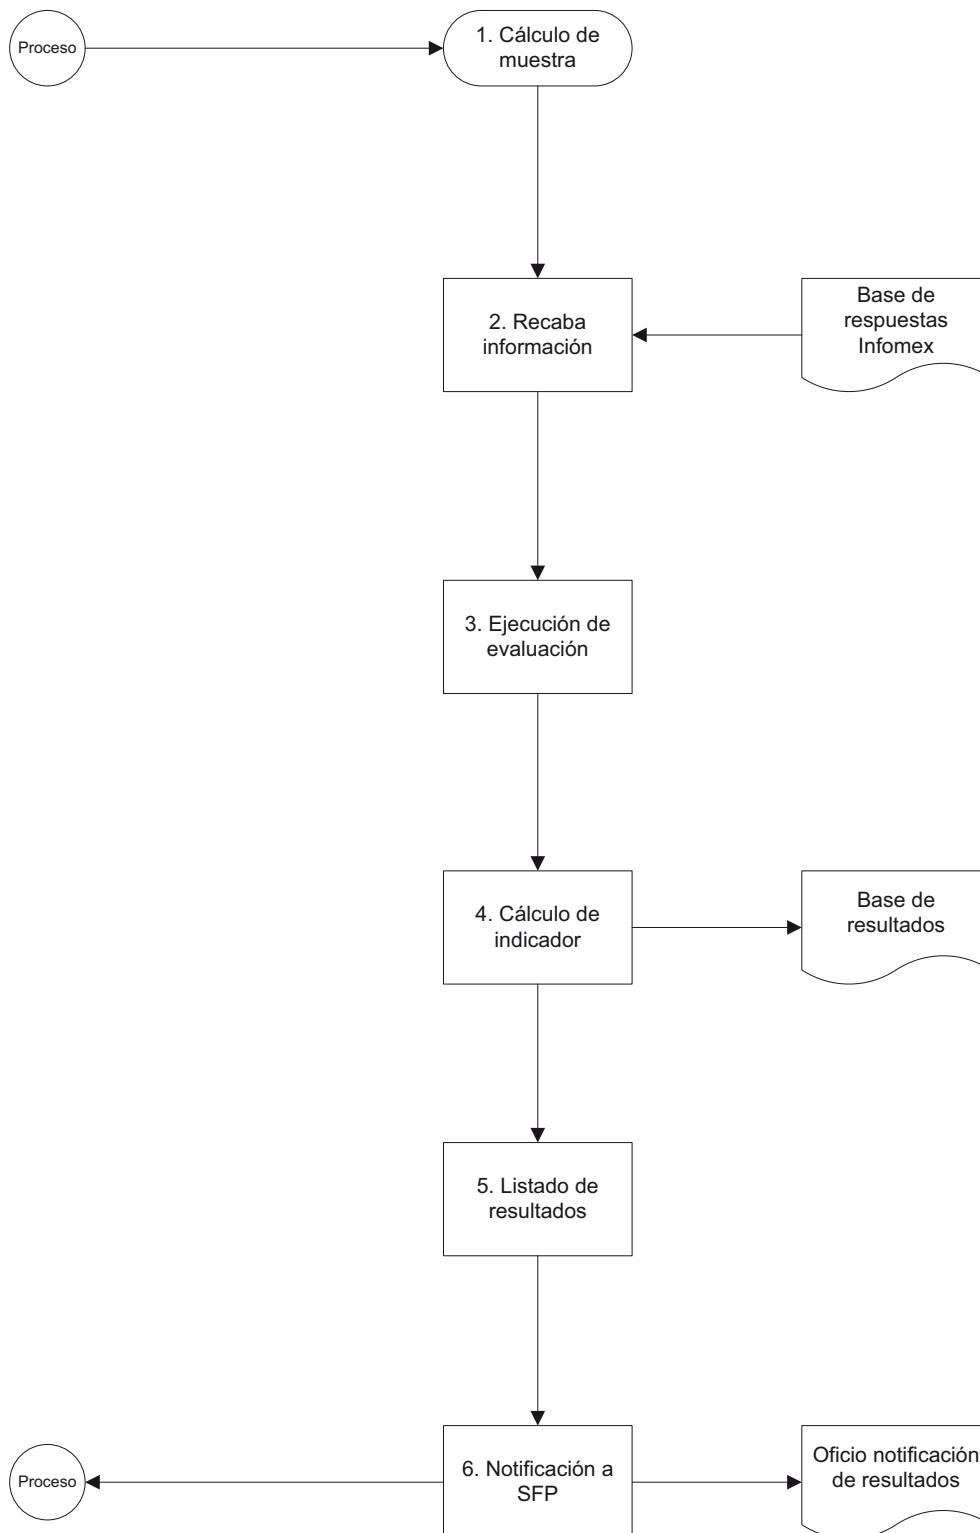 Proceso
1. Cálculo de
muestra
2. Recaba
información
Base de
respuestas
Infomex
3. Ejecución de
evaluación
4. Cálculo de
indicador
Base de
resultados
5. Listado de
resultados
Proceso
6. Notificación a
SFP
Oficio notificación
de resultados